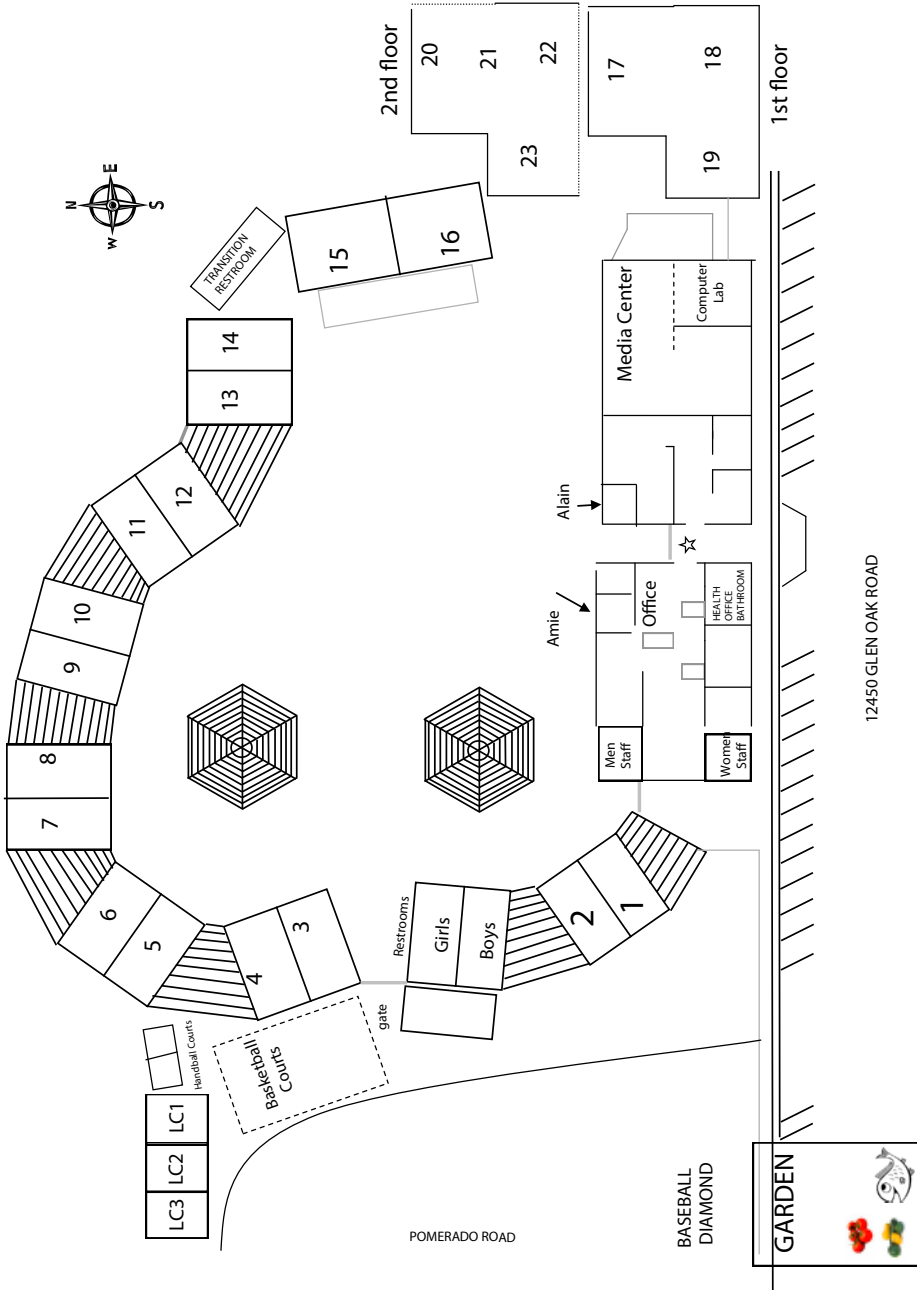 2nd floor
20
21
22
23
17
18
19
1st floor
N
E
S
W
TRANSITION
RESTROOM
15
16
14
13
12
11
10
9
8
7
6
5
4
3
Restrooms
Girls
Boys
gate
2
1
Handball Courts
Basketball
Courts
LC1
LC2
LC3
Media Center
Computer
Lab
Alain
Amie
Office
HEALTH
OFFICE
BATHROOM
Men
Staff
Women
Staff
POMERADO ROAD
BASEBALL
DIAMOND
GARDEN
12450 GLEN OAK ROAD